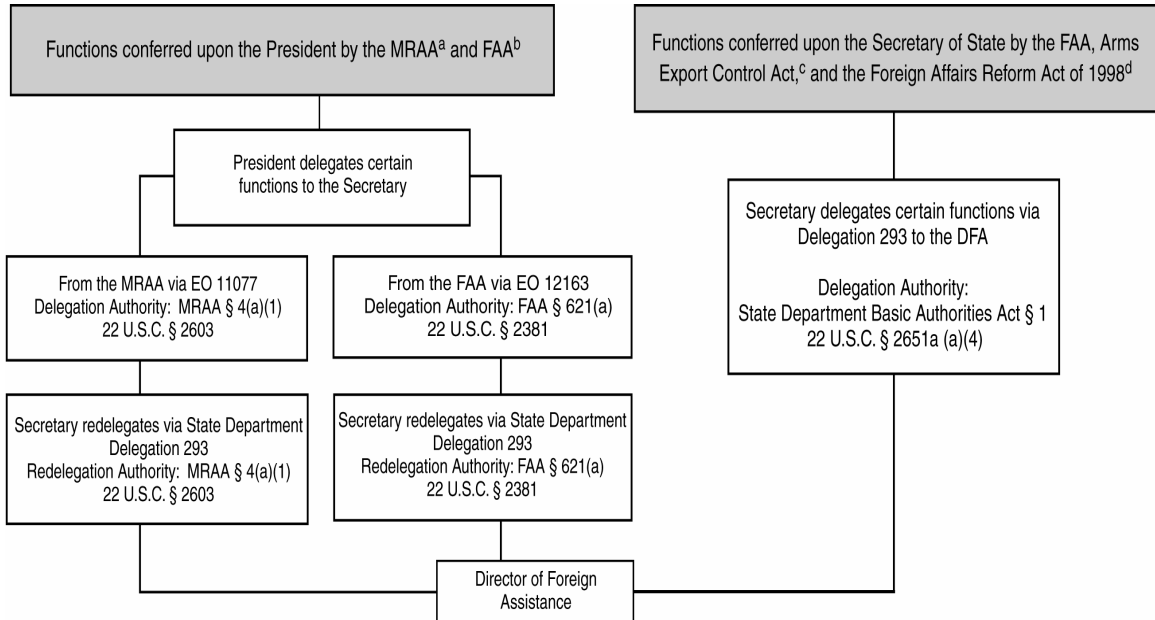 Functions conferred upon the President by the MRAAᵃ and FAAᵇ
Functions conferred upon the Secretary of State by the FAA, Arms
Export Control Act,ᶜ and the Foreign Affairs Reform Act of 1998ᵈ
President delegates certain
functions to the Secretary
From the MRAA via EO 11077
Delegation Authority: MRAA § 4(a)(1)
22 U.S.C. § 2603
From the FAA via EO 12163
Delegation Authority: FAA § 621(a)
22 U.S.C. § 2381
Secretary delegates certain functions via
Delegation 293 to the DFA
Delegation Authority:
State Department Basic Authorities Act § 1
22 U.S.C. § 2651a (a)(4)
Secretary redelegates via State Department
Delegation 293
Redelegation Authority: MRAA § 4(a)(1)
22 U.S.C. § 2603
Secretary redelegates via State Department
Delegation 293
Redelegation Authority: FAA § 621(a)
22 U.S.C. § 2381
Director of Foreign
Assistance